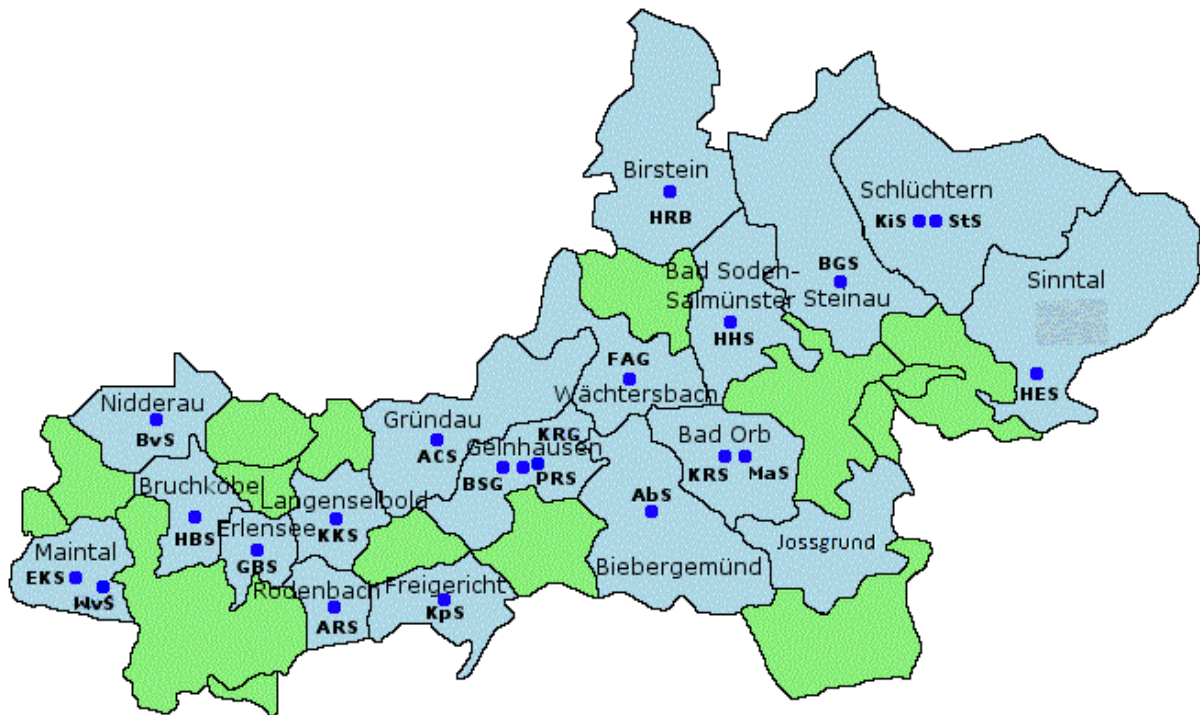 Birstein
HRB
Schlüchtern
KiS
StS
BGS
Steinau
Sinntal
HES
Bad Soden-
Salmünster
HHS
FAG
Wächtersbach
Nidderau
BvS
Gründau
ACS
KRG
Gelnhausen
BSG
PRS
Bad Orb
KRS
MaS
Bruchköbel
HBS
Langenselbold
KKS
Erlensee
GBS
AbS
Biebergemünd
Jossgrund
Maintal
EKS
WvS
Rodenbach
ARS
Freigericht
KpS